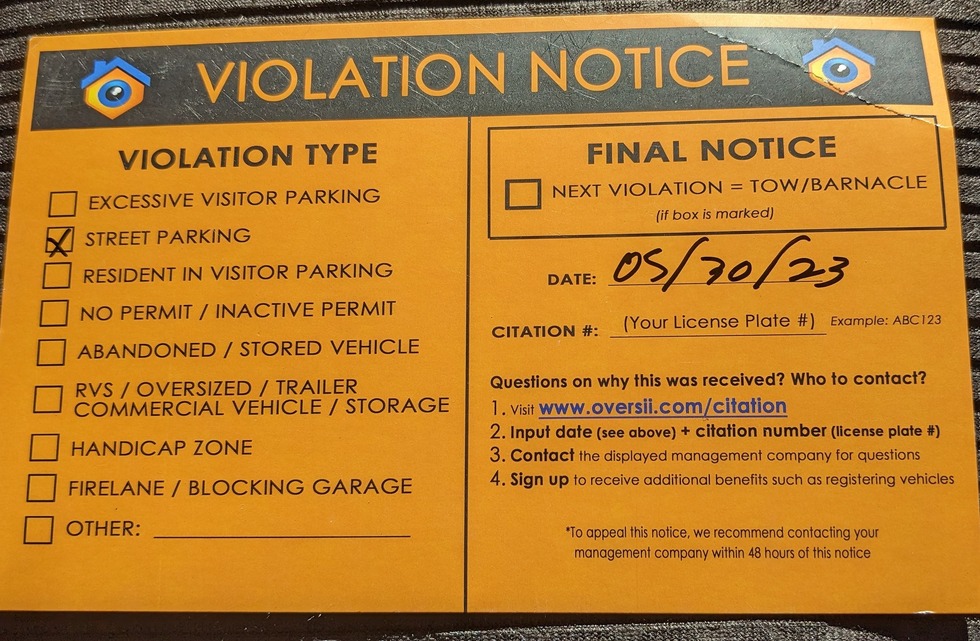 VIOLATION NOTICE
VIOLATION TYPE
EXCESSIVE VISITOR PARKING
STREET PARKING
RESIDENT IN VISITOR PARKING
NO PERMIT / INACTIVE PERMIT
ABANDONED / STORED VEHICLE
RVS / OVERSIZED / TRAILER
COMMERCIAL VEHICLE / STORAGE
HANDICAP ZONE
FIRELANE / BLOCKING GARAGE
OTHER:
FINAL NOTICE
NEXT VIOLATION = TOW/BARNACLE
(if box is marked)
DATE: 05/30/23
CITATION #: (Your License Plate #) Example: ABC123
Questions on why this was received? Who to contact?
1. Visit www.oversii.com/citation
2. Input date (see above) + citation number (license plate #)
3. Contact the displayed management company for questions
4. Sign up to receive additional benefits such as registering vehicles
*To appeal this notice, we recommend contacting your
management company within 48 hours of this notice